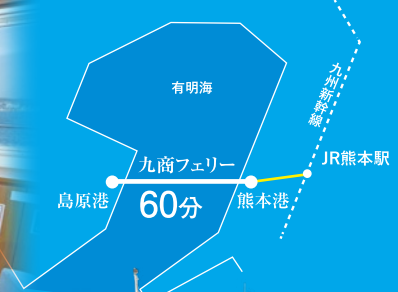 有明海
九州新幹線
JR熊本駅
九商フェリー
島原港
60分
熊本港